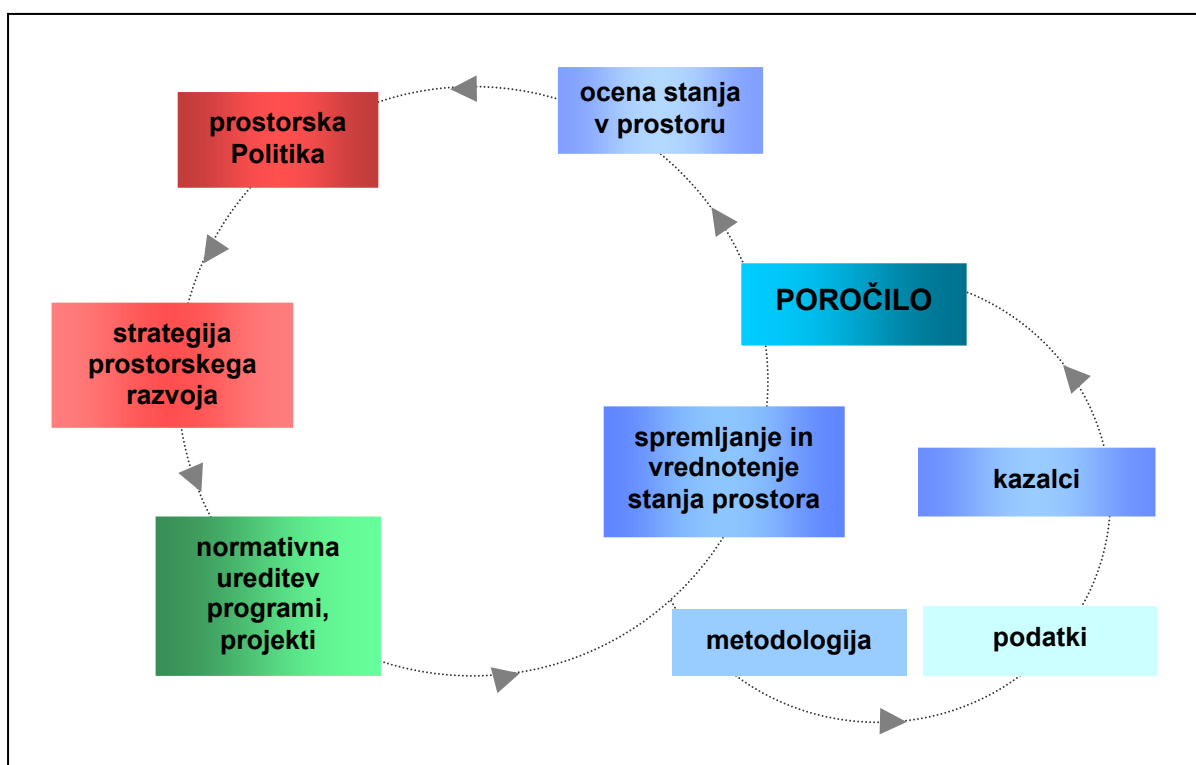 ocena stanja
v prostoru
prostorska
Politika
POROČILO
strategija
prostorskega
razvoja
spremljanje in
vrednotenje
stanja prostora
kazalci
normativna
ureditev
programi,
projekti
metodologija
podatki